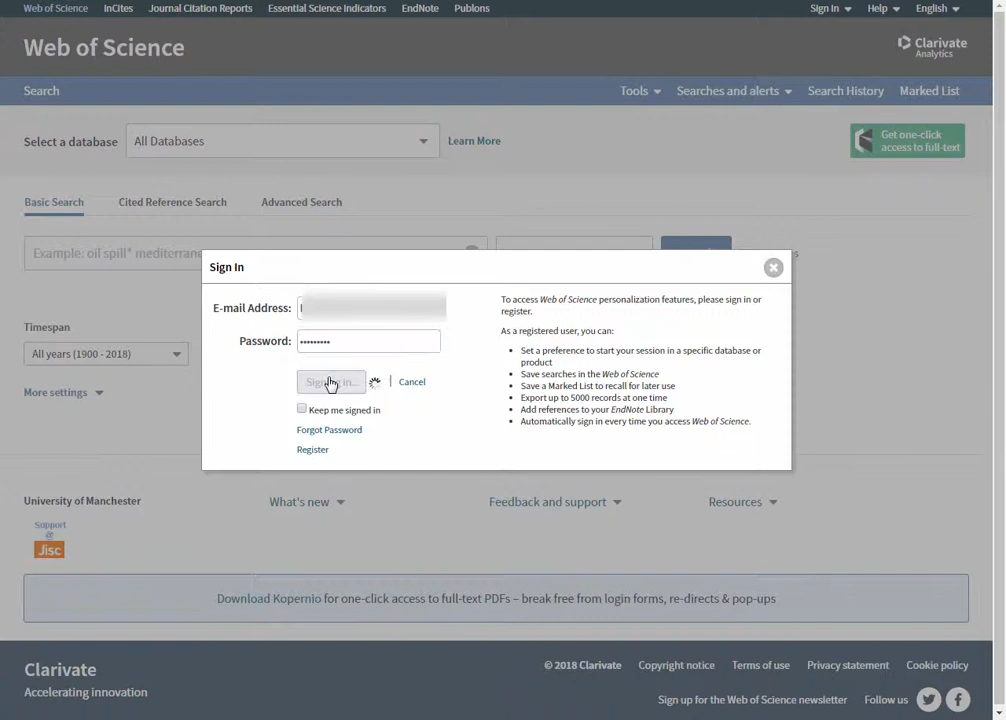 Web of Science InCites Journal Citation Reports Essential Science Indicators EndNote Publons Sign In Help English
Web of Science
Clarivate
Analytics
Search Tools Searches and alerts Search History Marked List
Select a database All Databases Learn More
Get one-click
access to full-text
Basic Search Cited Reference Search Advanced Search
Example: oil spill* mediterrane
Sign In
E-mail Address:
Password: •••••••••
Cancel
Keep me signed in
Forgot Password
Register
To access Web of Science personalization features, please sign in or
register.
As a registered user, you can:
• Set a preference to start your session in a specific database or
product
• Save searches in the Web of Science
• Save a Marked List to recall for later use
• Export up to 5000 records at one time
• Add references to your EndNote Library
• Automatically sign in every time you access Web of Science.
Timespan
All years (1900 - 2018)
More settings
University of Manchester What's new Feedback and support Resources
Support
@
Jisc
Download Kopernio for one-click access to full-text PDFs – break free from login forms, re-directs & pop-ups
Clarivate
Accelerating innovation
© 2018 Clarivate Copyright notice Terms of use Privacy statement Cookie policy
Sign up for the Web of Science newsletter Follow us